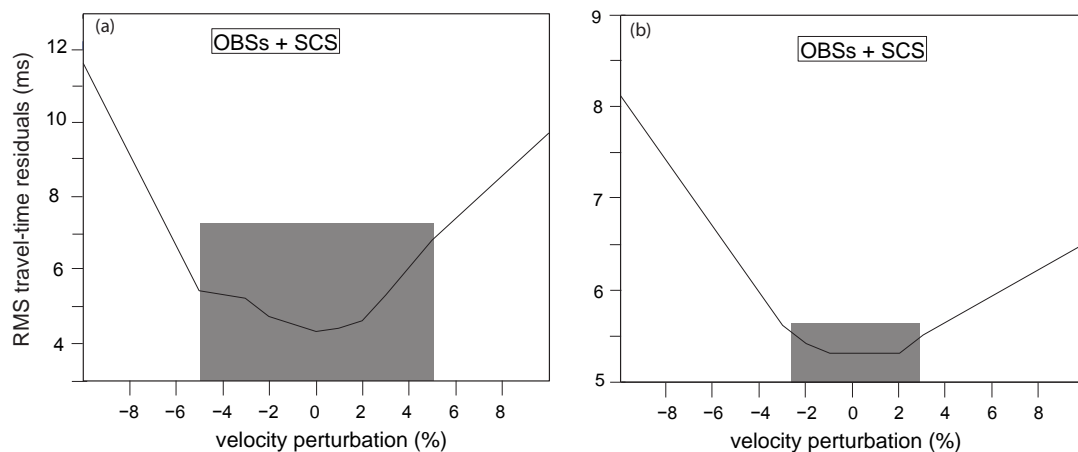 (a)
OBSs + SCS
RMS travel-time residuals (ms)
12
10
8
6
4
−8 −6 −4 −2 0 2 4 6 8
velocity perturbation (%)
(b)
OBSs + SCS
9
8
7
6
5
−8 −6 −4 −2 0 2 4 6 8
velocity perturbation (%)